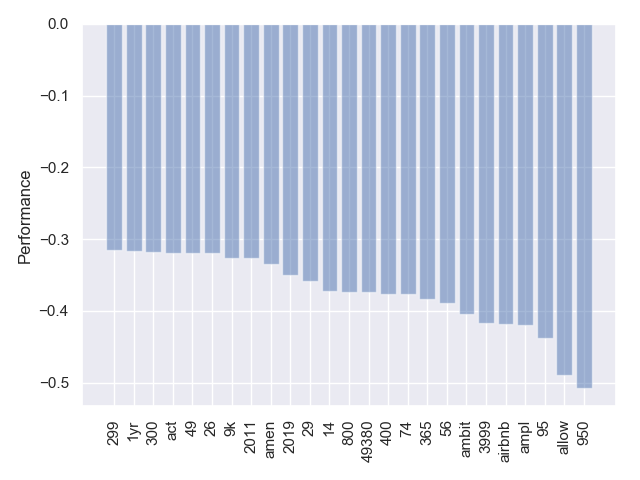 0.0
−0.1
−0.2
−0.3
−0.4
−0.5
Performance
299
1yr
300
act
49
26
9k
2011
amen
2019
29
14
800
49380
400
74
365
56
ambit
3999
airbnb
ampl
95
allow
950